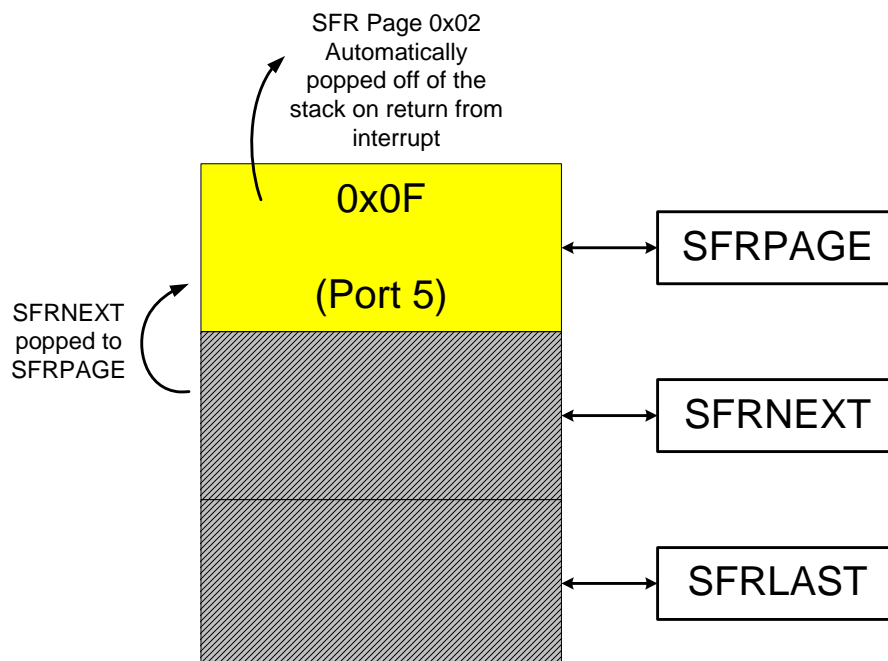 SFR Page 0x02
Automatically
popped off of the
stack on return from
interrupt
0x0F
(Port 5)
SFRPAGE
SFRNEXT
popped to
SFRPAGE
SFRNEXT
SFRLAST